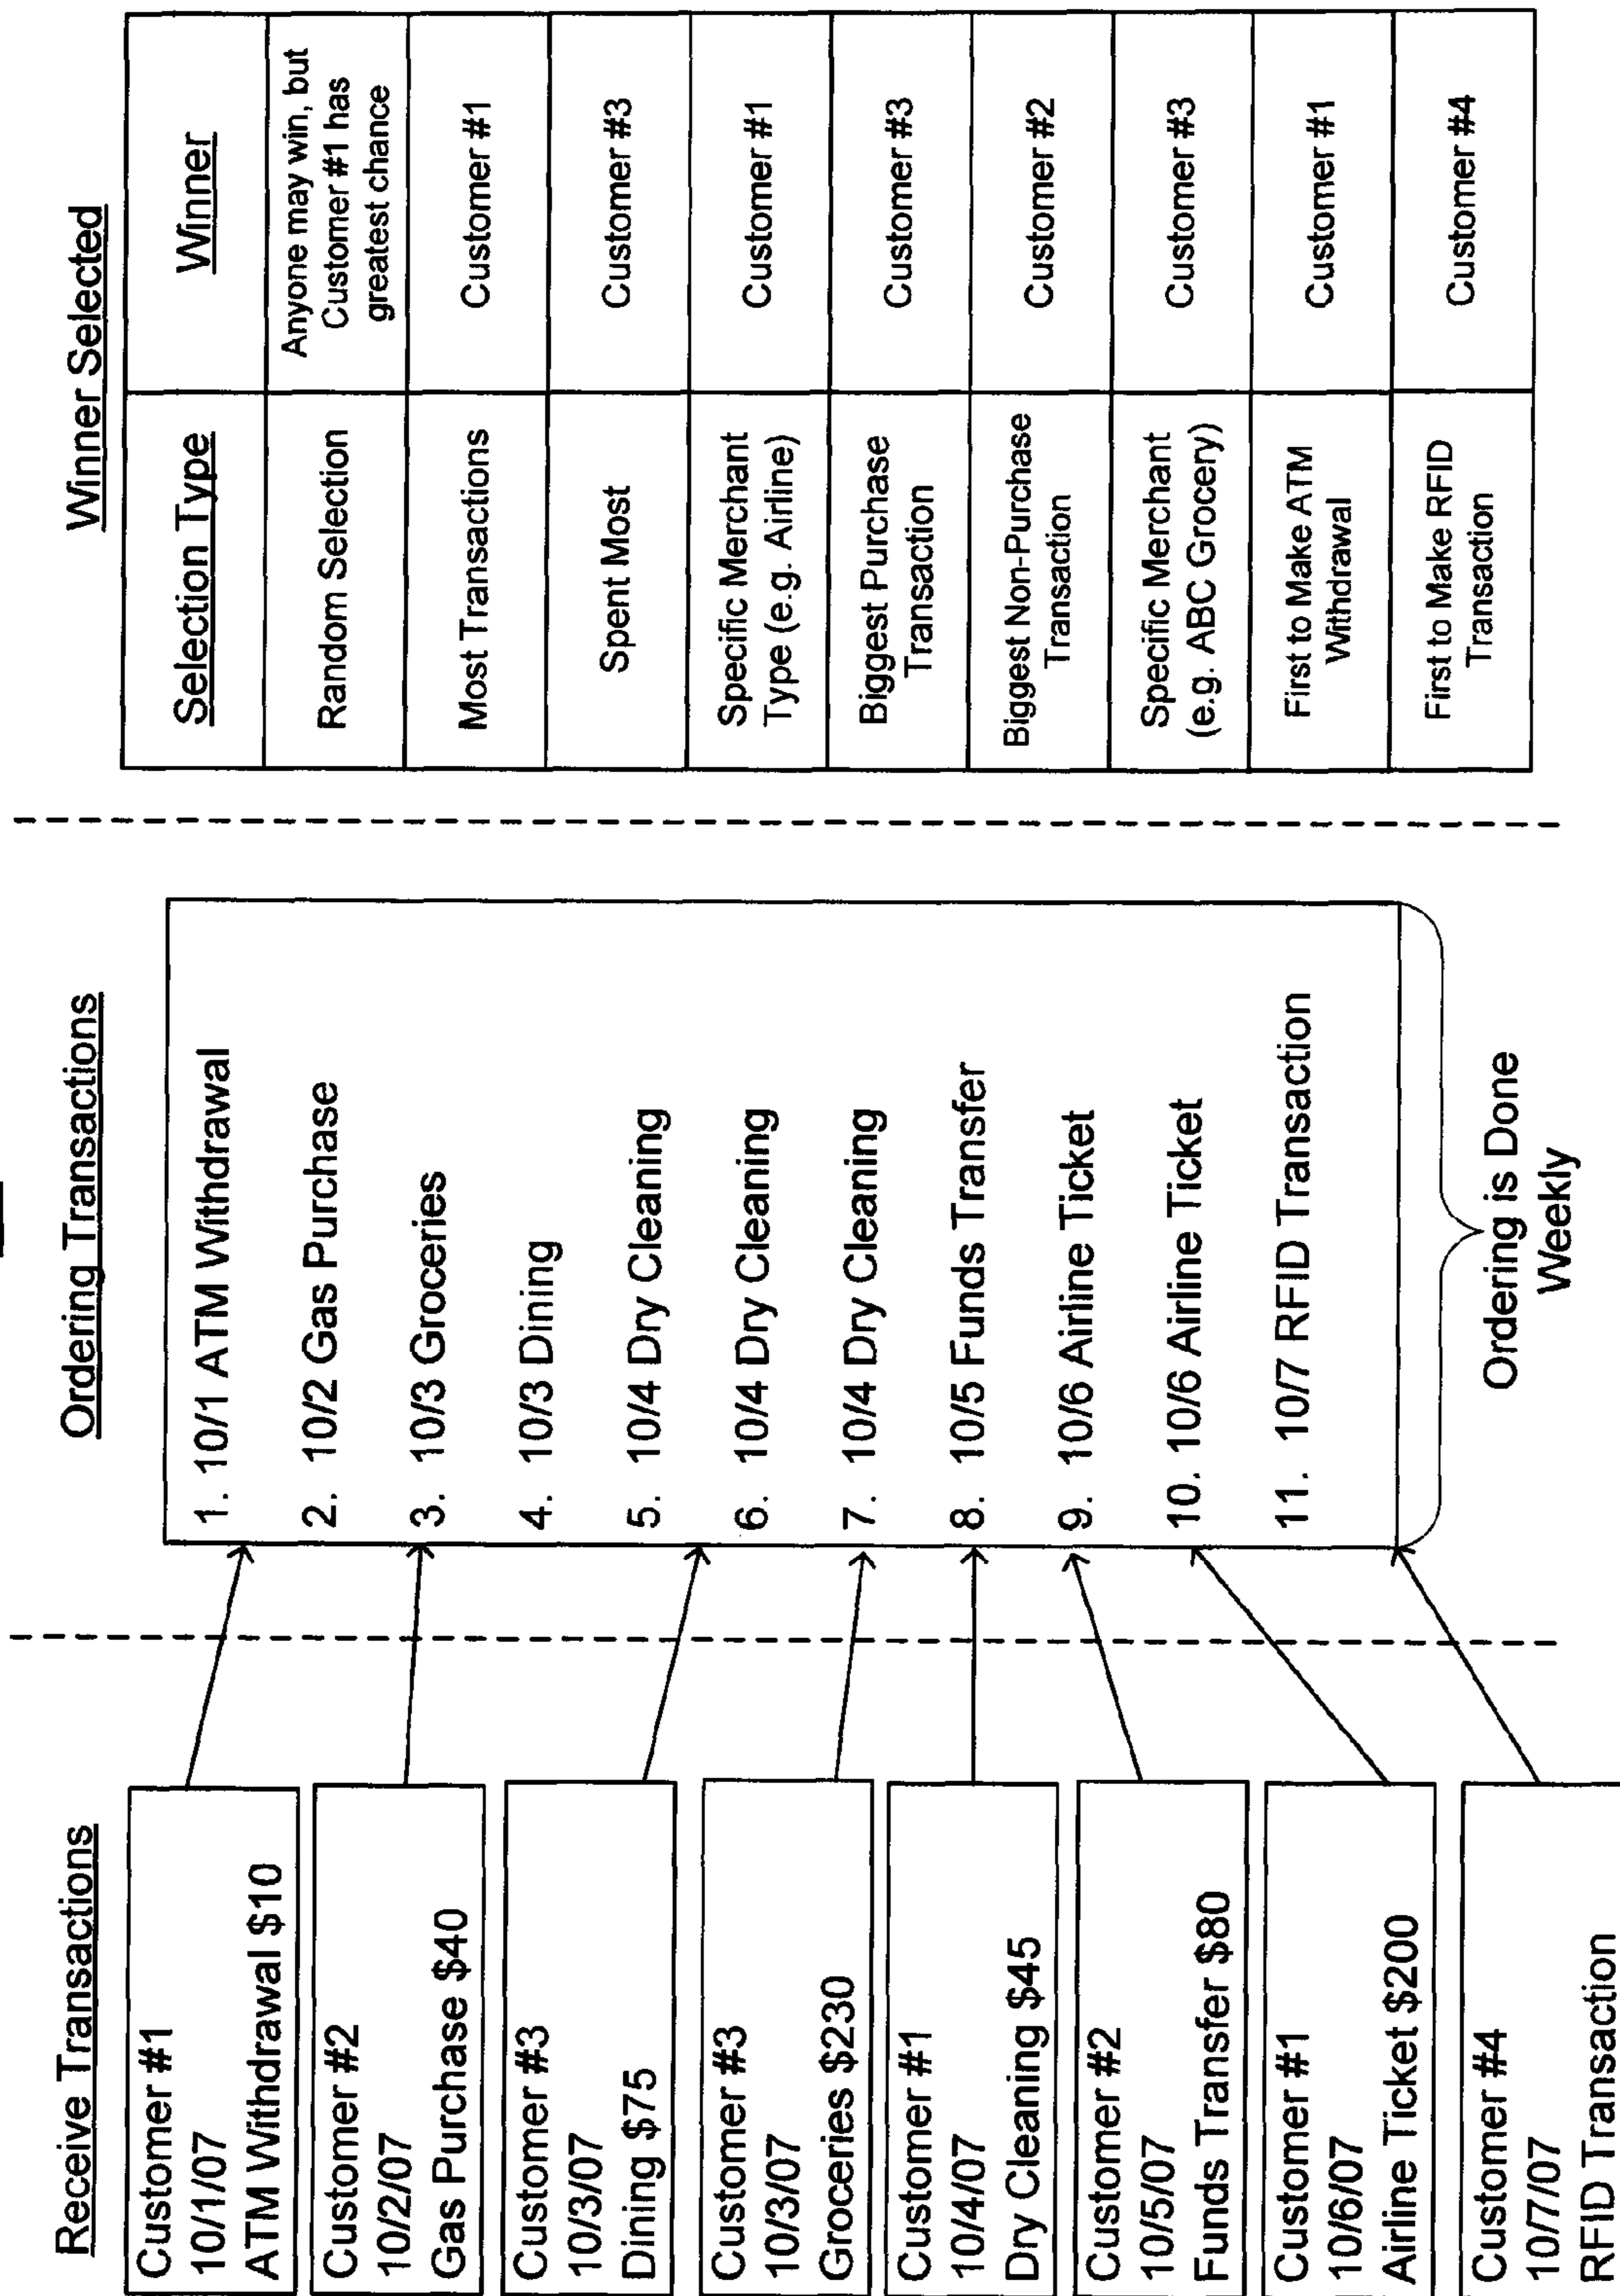 Receive Transactions
Customer #1
10/1/07
ATM Withdrawal $10
Customer #2
10/2/07
Gas Purchase $40
Customer #3
10/3/07
Dining $75
Customer #3
10/3/07
Groceries $230
Customer #1
10/4/07
Dry Cleaning $45
Customer #2
10/5/07
Funds Transfer $80
Customer #1
10/6/07
Airline Ticket $200
Customer #4
10/7/07
RFID Transaction
Ordering Transactions
1. 10/1 ATM Withdrawal
2. 10/2 Gas Purchase
3. 10/3 Groceries
4. 10/3 Dining
5. 10/4 Dry Cleaning
6. 10/4 Dry Cleaning
7. 10/4 Dry Cleaning
8. 10/5 Funds Transfer
9. 10/6 Airline Ticket
10. 10/6 Airline Ticket
11. 10/7 RFID Transaction
Ordering is Done
Weekly
Winner Selected
Selection Type
Winner
Random Selection
Anyone may win, but
Customer #1 has
greatest chance
Most Transactions
Customer #1
Spent Most
Customer #3
Specific Merchant
Type (e.g. Airline)
Customer #1
Biggest Purchase
Transaction
Customer #3
Biggest Non-Purchase
Transaction
Customer #2
Specific Merchant
(e.g. ABC Grocery)
Customer #3
First to Make ATM
Withdrawal
Customer #1
First to Make RFID
Transaction
Customer #4